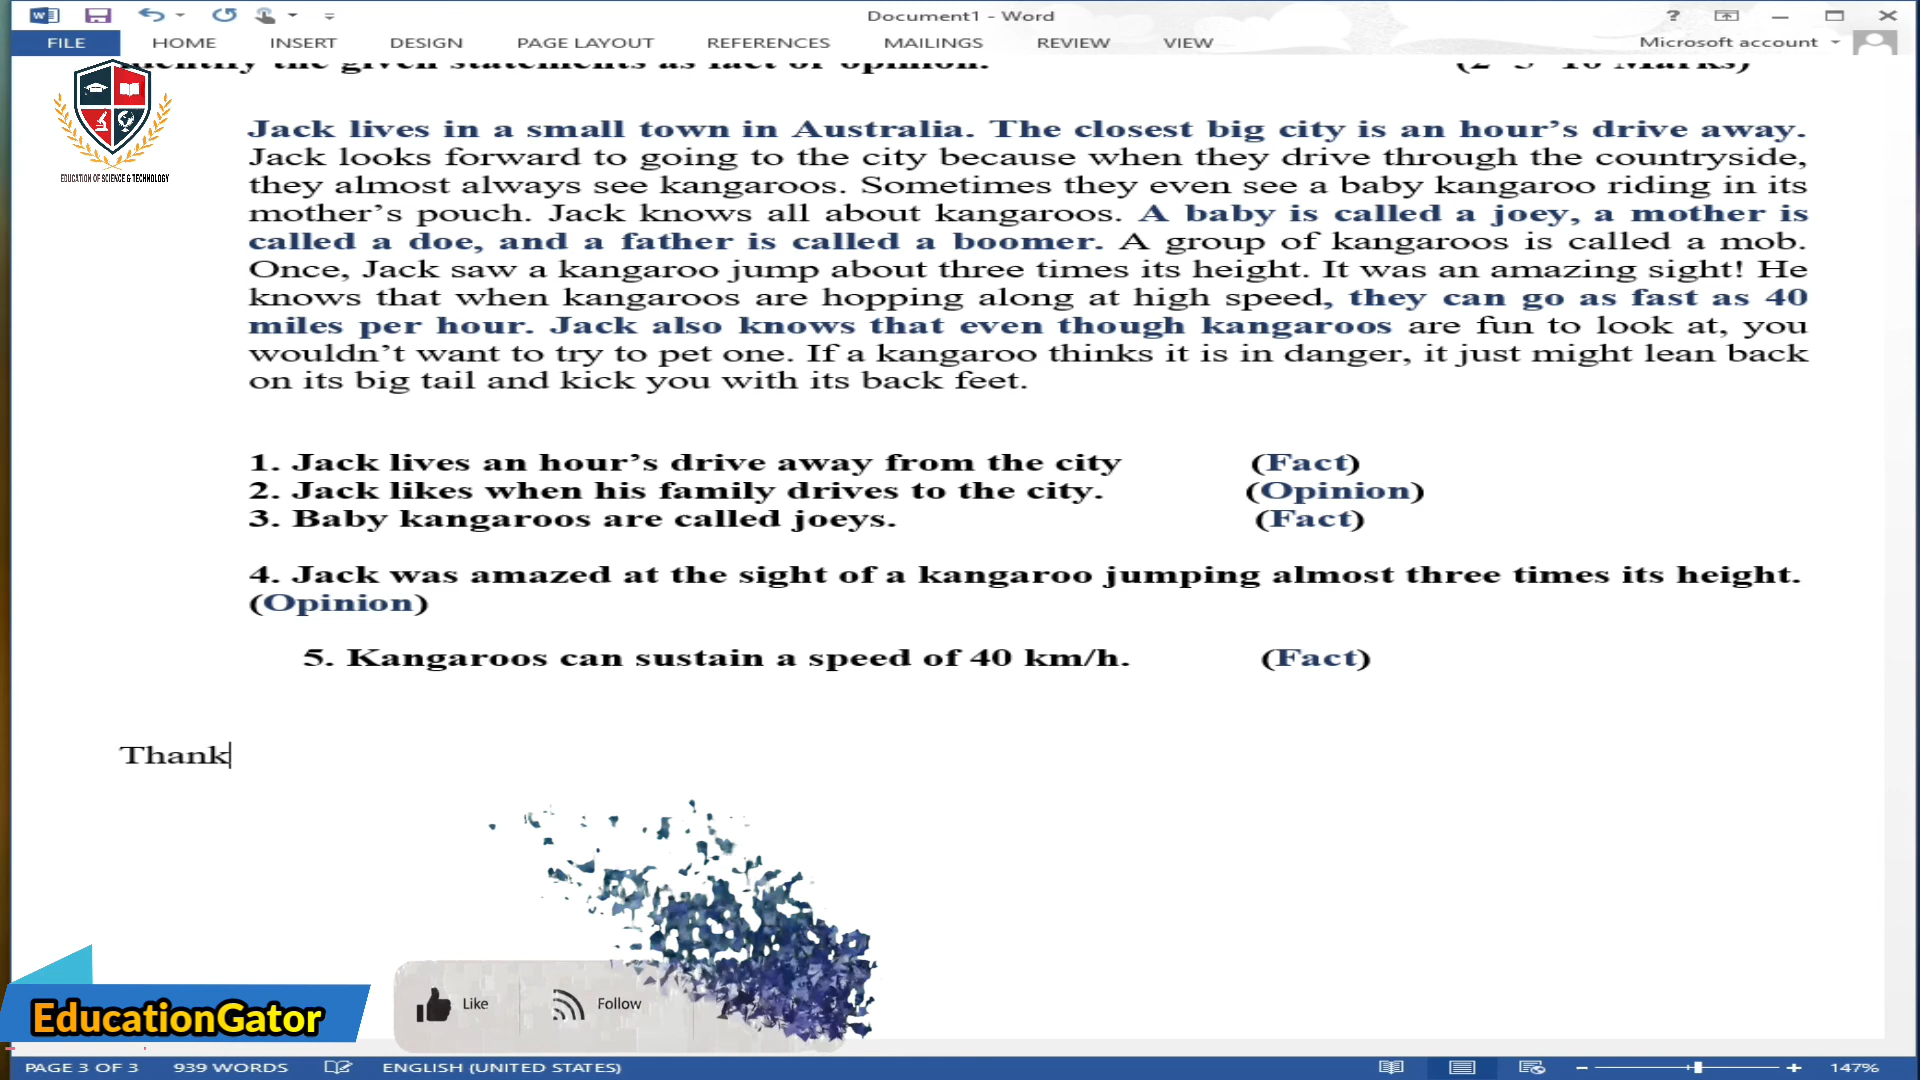 Document1 - Word
FILE HOME INSERT DESIGN PAGE LAYOUT REFERENCES MAILINGS REVIEW VIEW Microsoft account
identify the given statements as fact or opinion. Marks)
EDUCATION OF SCIENCE & TECHNOLOGY
Jack lives in a small town in Australia. The closest big city is an hour’s drive away.
Jack looks forward to going to the city because when they drive through the countryside,
they almost always see kangaroos. Sometimes they even see a baby kangaroo riding in its
mother’s pouch. Jack knows all about kangaroos. A baby is called a joey, a mother is
called a doe, and a father is called a boomer. A group of kangaroos is called a mob.
Once, Jack saw a kangaroo jump about three times its height. It was an amazing sight! He
knows that when kangaroos are hopping along at high speed, they can go as fast as 40
miles per hour. Jack also knows that even though kangaroos are fun to look at, you
wouldn’t want to try to pet one. If a kangaroo thinks it is in danger, it just might lean back
on its big tail and kick you with its back feet.
1. Jack lives an hour’s drive away from the city (Fact)
2. Jack likes when his family drives to the city. (Opinion)
3. Baby kangaroos are called joeys. (Fact)
4. Jack was amazed at the sight of a kangaroo jumping almost three times its height.
(Opinion)
5. Kangaroos can sustain a speed of 40 km/h. (Fact)
Thank
Like Follow
EducationGator
PAGE 3 OF 3 939 WORDS ENGLISH (UNITED STATES) 147%